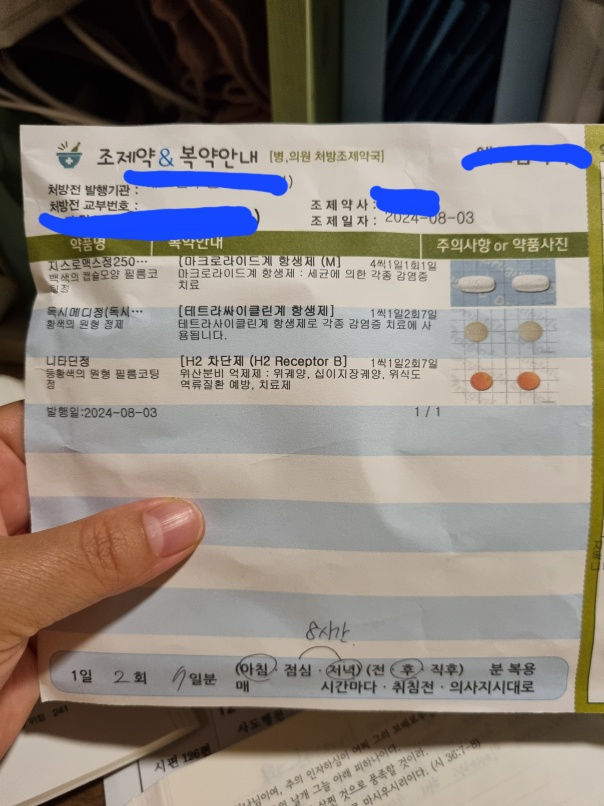 조제약 & 복약안내 [병,의원 처방조제약국]
처방전 발행기관 :
처방전 교부번호 :
조제약사 :
조제일자 : 2024-08-03
약품명 복약안내 주의사항 or 약품사진
지스로맥스정250··· [마크로라이드계 항생제 (M] 4씩1일1회1일
백색의 캡슐모양 필름코팅정 마크로라이드계 항생제 : 세균에 의한 각종 감염증
치료
독시메디정(독시··· [테트라싸이클린계 항생제] 1씩1일2회7일
황색의 원형 정제 테트라사이클린계 항생제로 각종 감염증 치료에 사
용됩니다.
니타딘정 [H2 차단제 (H2 Receptor B] 1씩1일2회7일
등황색의 원형 필름코팅 위산분비 억제제 : 위궤양, 십이지장궤양, 위식도
정 역류질환 예방, 치료제
발행일:2024-08-03 1 / 1
8시간
1일 2회 7일분 (아침 · 점심 · 저녁) (전 · 후 · 직후) 분 복용
매 시간마다 · 취침전 · 의사지시대로
위험 241
시편 126편
(시 36:7-8)